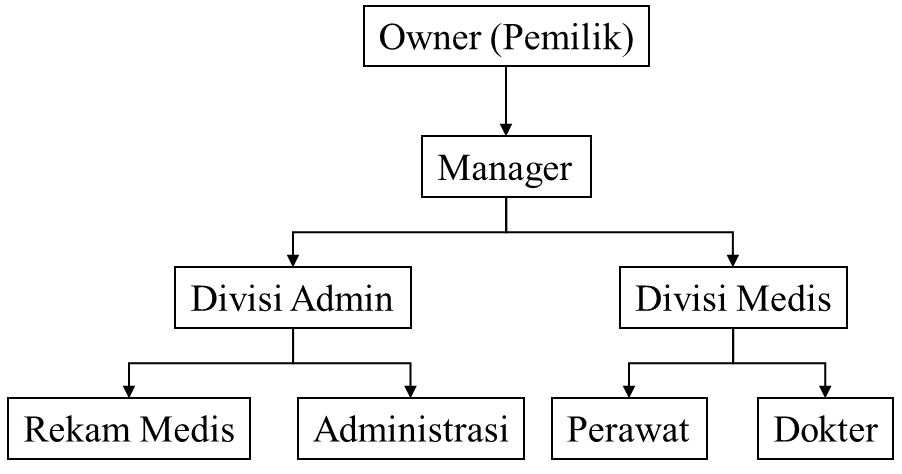 Owner (Pemilik)
Manager
Divisi Admin
Divisi Medis
Rekam Medis
Administrasi
Perawat
Dokter